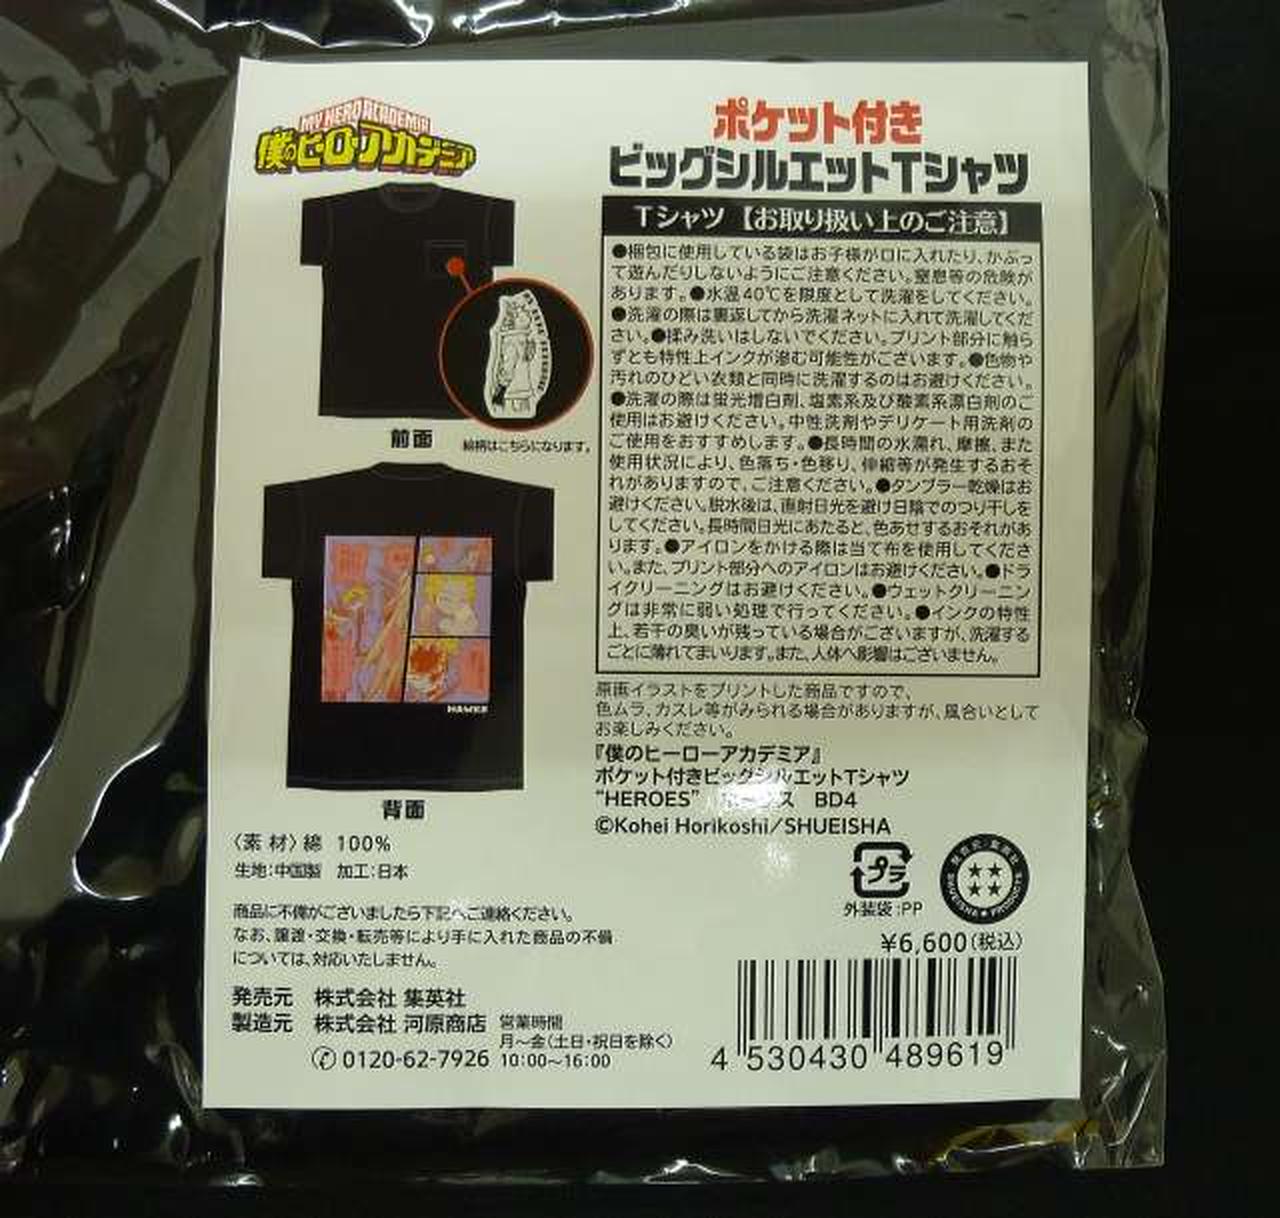 MY HERO ACADEMIA
僕のヒーローアカデミア
前面
絵柄はこちらになります。
HAWKS
背面
〈素 材〉綿 100%
生地:中国製 加工:日本
商品に不備がございましたら下記へご連絡ください。
なお、譲渡・交換・転売等により手に入れた商品の不備
については、対応いたしません。
発売元 株式会社 集英社
製造元 株式会社 河原商店
0120-62-7926
営業時間
月〜金(土日・祝日を除く)
10:00〜16:00
ポケット付き
ビッグシルエットTシャツ
Tシャツ【お取り扱い上のご注意】
●梱包に使用している袋はお子様が口に入れたり、かぶっ
て遊んだりしないようにご注意ください。窒息等の危険が
あります。●水温40℃を限度として洗濯をしてください。
●洗濯の際は裏返してから洗濯ネットに入れて洗濯してくだ
さい。●揉み洗いはしないでください。プリント部分に触ら
ずとも特性上インクが滲む可能性がございます。●色物や
汚れのひどい衣類と同時に洗濯するのはお避けください。
●洗濯の際は蛍光増白剤、塩素系及び酸素系漂白剤のご
使用はお避けください。中性洗剤やデリケート用洗剤の
ご使用をおすすめします。●長時間の水濡れ、摩擦、また
使用状況により、色落ち・色移り、伸縮等が発生するおそ
れがありますので、ご注意ください。●タンブラー乾燥はお
避けください。脱水後は、直射日光を避け日陰でのつり干しを
してください。長時間日光にあたると、色あせするおそれがあ
ります。●アイロンをかける際は当て布を使用してくださ
い。また、プリント部分へのアイロンはお避けください。●ドラ
イクリーニングはお避けください。●ウェットクリーニン
グは非常に弱い処理で行ってください。●インクの特性
上、若干の臭いが残っている場合がございますが、洗濯する
ごとに薄れてまいります。また、人体へ影響はございません。
原画イラストをプリントした商品ですので、
色ムラ、カスレ等がみられる場合がありますが、風合いとして
お楽しみください。
『僕のヒーローアカデミア』
ポケット付きビッグシルエットTシャツ
“HEROES” ホークス BD4
©Kohei Horikoshi/SHUEISHA
プラ
外装袋:PP
¥6,600(税込)
4 530430 489619